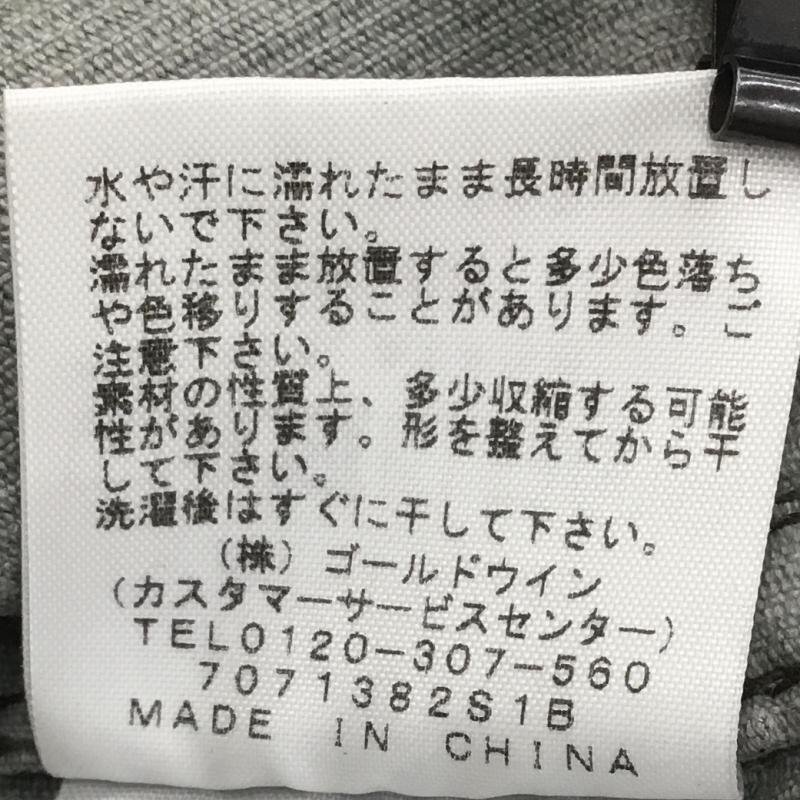 水や汗に濡れたまま長時間放置し
ないで下さい。
濡れたまま放置すると多少色落ち
や色移りすることがあります。ご
注意下さい。
素材の性質上、多少収縮する可能
性があります。形を整えてから干
して下さい。
洗濯後はすぐに干して下さい。
(株)ゴールドウイン
(カスタマーサービスセンター)
TEL0120-307-560
7071382S1B
MADE IN CHINA